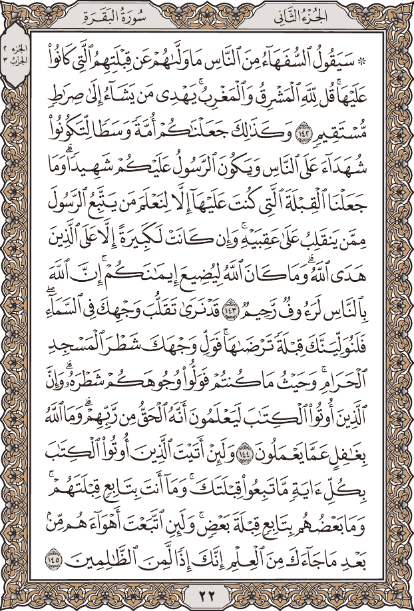 الجزء الثاني
سورة البقرة
الجزء ٢
الحزب ٣
۞ سَيَقُولُ ٱلسُّفَهَآءُ مِنَ ٱلنَّاسِ مَا وَلَّىٰهُمْ عَن قِبْلَتِهِمُ ٱلَّتِى كَانُوا۟
عَلَيْهَا ۚ قُل لِّلَّهِ ٱلْمَشْرِقُ وَٱلْمَغْرِبُ ۚ يَهْدِى مَن يَشَآءُ إِلَىٰ صِرَٰطٍ
مُّسْتَقِيمٍ ١٤٢ وَكَذَٰلِكَ جَعَلْنَٰكُمْ أُمَّةً وَسَطًا لِّتَكُونُوا۟
شُهَدَآءَ عَلَى ٱلنَّاسِ وَيَكُونَ ٱلرَّسُولُ عَلَيْكُمْ شَهِيدًا ۗ وَمَا
جَعَلْنَا ٱلْقِبْلَةَ ٱلَّتِى كُنتَ عَلَيْهَآ إِلَّا لِنَعْلَمَ مَن يَتَّبِعُ ٱلرَّسُولَ
مِمَّن يَنقَلِبُ عَلَىٰ عَقِبَيْهِ ۚ وَإِن كَانَتْ لَكَبِيرَةً إِلَّا عَلَى ٱلَّذِينَ
هَدَى ٱللَّهُ ۗ وَمَا كَانَ ٱللَّهُ لِيُضِيعَ إِيمَٰنَكُمْ ۚ إِنَّ ٱللَّهَ
بِٱلنَّاسِ لَرَءُوفٌ رَّحِيمٌ ١٤٣ قَدْ نَرَىٰ تَقَلُّبَ وَجْهِكَ فِى ٱلسَّمَآءِ ۖ
فَلَنُوَلِّيَنَّكَ قِبْلَةً تَرْضَىٰهَا ۚ فَوَلِّ وَجْهَكَ شَطْرَ ٱلْمَسْجِدِ
ٱلْحَرَامِ ۚ وَحَيْثُ مَا كُنتُمْ فَوَلُّوا۟ وُجُوهَكُمْ شَطْرَهُۥ ۗ وَإِنَّ
ٱلَّذِينَ أُوتُوا۟ ٱلْكِتَٰبَ لَيَعْلَمُونَ أَنَّهُ ٱلْحَقُّ مِن رَّبِّهِمْ ۗ وَمَا ٱللَّهُ
بِغَٰفِلٍ عَمَّا يَعْمَلُونَ ١٤٤ وَلَئِنْ أَتَيْتَ ٱلَّذِينَ أُوتُوا۟ ٱلْكِتَٰبَ
بِكُلِّ ءَايَةٍ مَّا تَبِعُوا۟ قِبْلَتَكَ ۚ وَمَآ أَنتَ بِتَابِعٍ قِبْلَتَهُمْ ۚ
وَمَا بَعْضُهُم بِتَابِعٍ قِبْلَةَ بَعْضٍ ۚ وَلَئِنِ ٱتَّبَعْتَ أَهْوَآءَهُم مِّنۢ
بَعْدِ مَا جَآءَكَ مِنَ ٱلْعِلْمِ ۙ إِنَّكَ إِذًا لَّمِنَ ٱلظَّٰلِمِينَ ١٤٥
٢٢